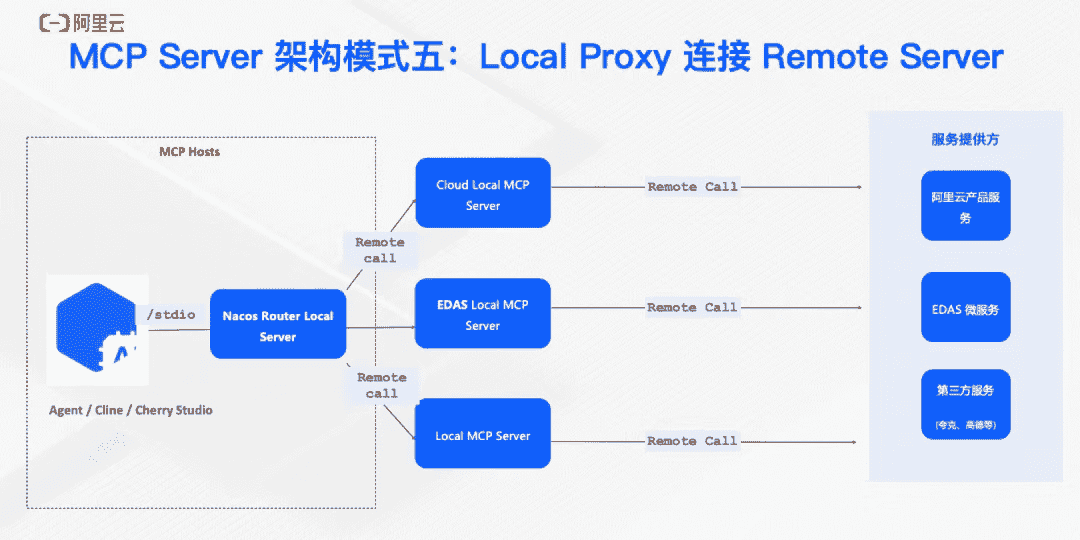 阿里云
MCP Server 架构模式五：Local Proxy 连接 Remote Server
MCP Hosts
服务提供方
Cloud Local MCP
Server
Remote Call
阿里云产品服
务
Remote
call
/stdio
Nacos Router Local
Server
EDAS Local MCP
Server
Remote Call
EDAS 微服务
Remote
call
Agent / Cline / Cherry Studio
Local MCP Server
Remote Call
第三方服务
(夸克、高德等)